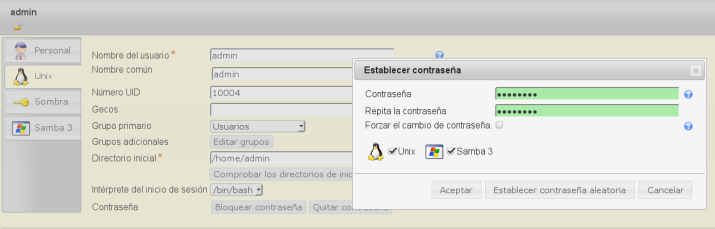 admin
Personal
Unix
Sombra
Samba 3
Nombre del usuario* admin
Nombre común admin
Número UID 10004
Gecos
Grupo primario Usuarios
Grupos adicionales Editar grupos
Directorio inicial* /home/admin
Comprobar los directorios de inic
Intérprete del inicio de sesión /bin/bash
Contraseña Bloquear contraseña Quitar
Establecer contraseña
Contraseña ••••••••
Repita la contraseña ••••••••
Forzar el cambio de contraseña.
Unix Samba 3
Aceptar Establecer contraseña aleatoria Cancelar